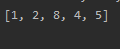 [1, 2, 8, 4, 5]